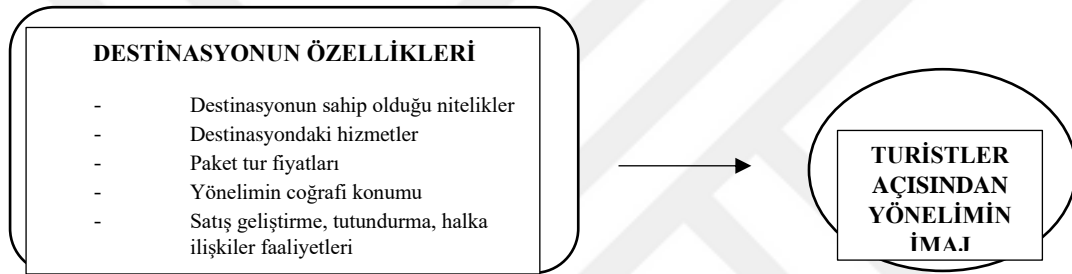 DESTİNASYONUN ÖZELLİKLERİ
- Destinasyonun sahip olduğu nitelikler
- Destinasyondaki hizmetler
- Paket tur fiyatları
- Yönelimin coğrafi konumu
- Satış geliştirme, tutundurma, halka
ilişkiler faaliyetleri
TURİSTLER
AÇISINDAN
YÖNELİMİN
İMAJ